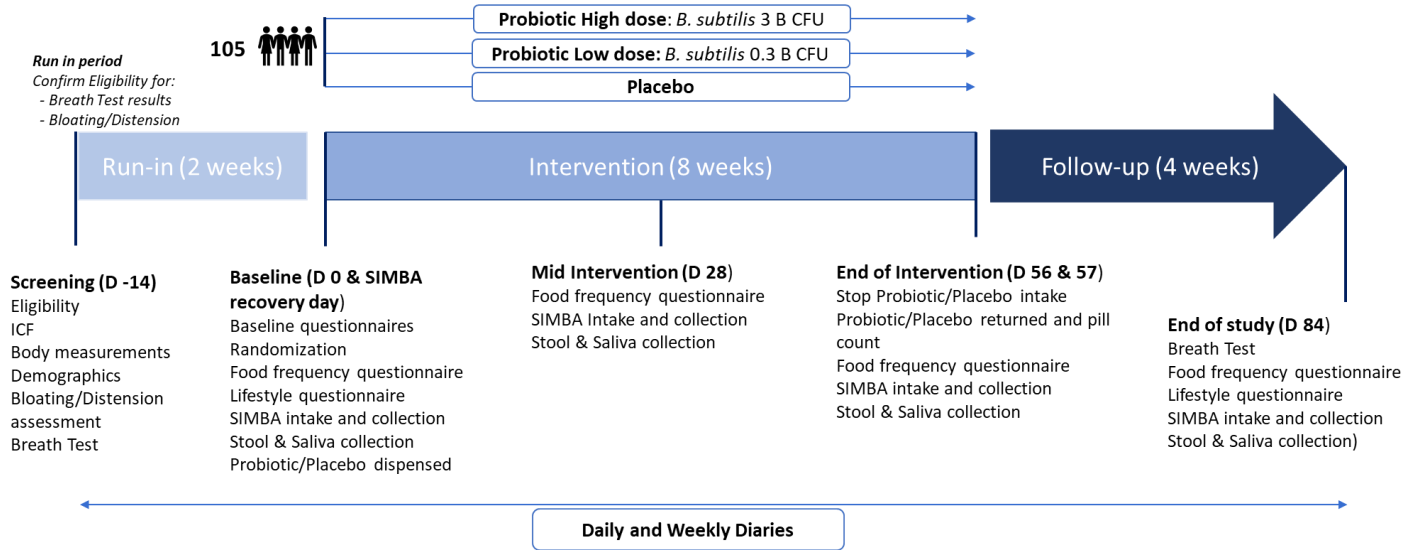 Probiotic High dose: B. subtilis 3 B CFU
105
Probiotic Low dose: B. subtilis 0.3 B CFU
Placebo
Run in period
Confirm Eligibility for:
- Breath Test results
- Bloating/Distension
Run-in (2 weeks)
Intervention (8 weeks)
Follow-up (4 weeks)
Screening (D -14)
Eligibility
ICF
Body measurements
Demographics
Bloating/Distension
assessment
Breath Test
Baseline (D 0 & SIMBA
recovery day)
Baseline questionnaires
Randomization
Food frequency questionnaire
Lifestyle questionnaire
SIMBA intake and collection
Stool & Saliva collection
Probiotic/Placebo dispensed
Mid Intervention (D 28)
Food frequency questionnaire
SIMBA Intake and collection
Stool & Saliva collection
End of Intervention (D 56 & 57)
Stop Probiotic/Placebo intake
Probiotic/Placebo returned and pill
count
Food frequency questionnaire
SIMBA intake and collection
Stool & Saliva collection
End of study (D 84)
Breath Test
Food frequency questionnaire
Lifestyle questionnaire
SIMBA intake and collection
Stool & Saliva collection)
Daily and Weekly Diaries